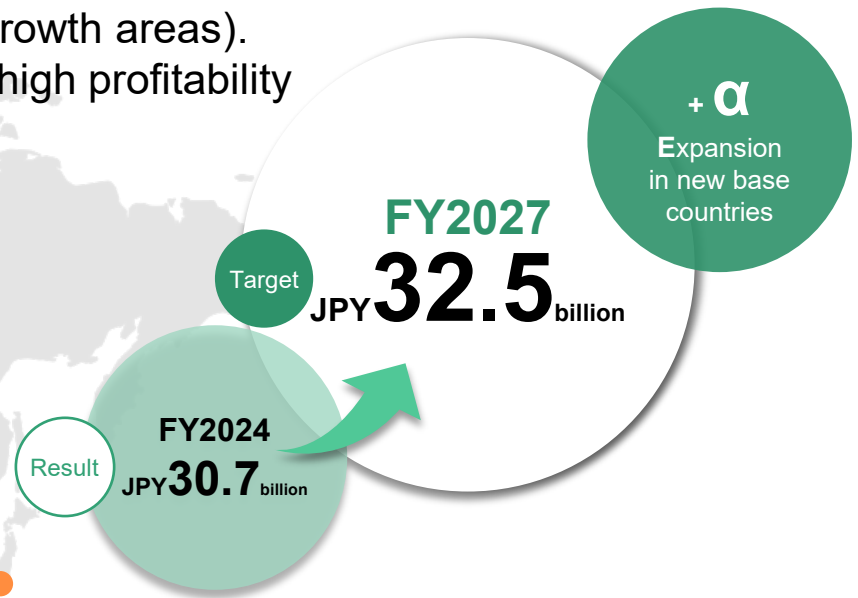 rowth areas).
high profitability
+ α
Expansion
in new base
countries
FY2027
Target
JPY32.5billion
FY2024
Result
JPY30.7billion